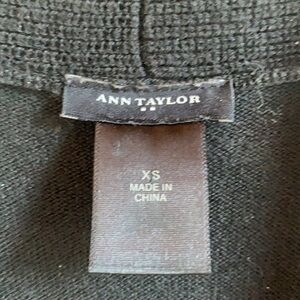 ANN TAYLOR
XS
MADE IN
CHINA